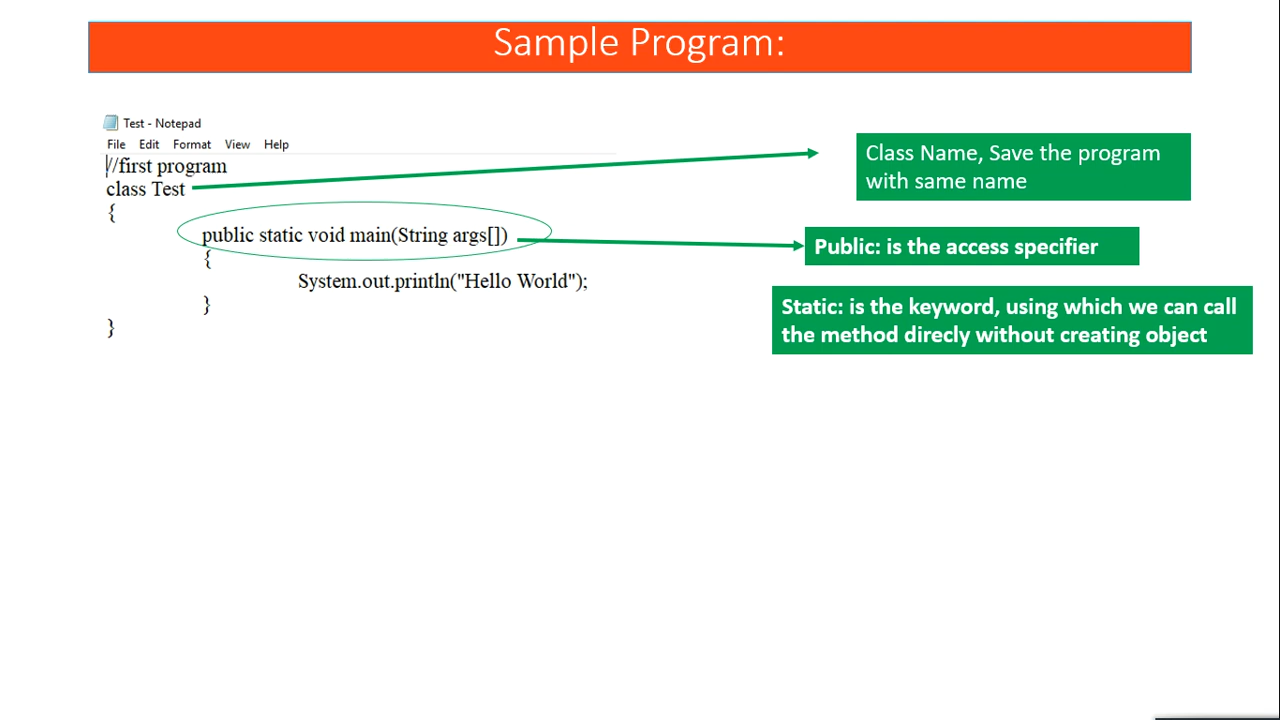 Sample Program:
Test - Notepad
File Edit Format View Help
//first program
class Test
{
public static void main(String args[])
{
System.out.println("Hello World");
}
}
Class Name, Save the program
with same name
Public: is the access specifier
Static: is the keyword, using which we can call
the method direcly without creating object